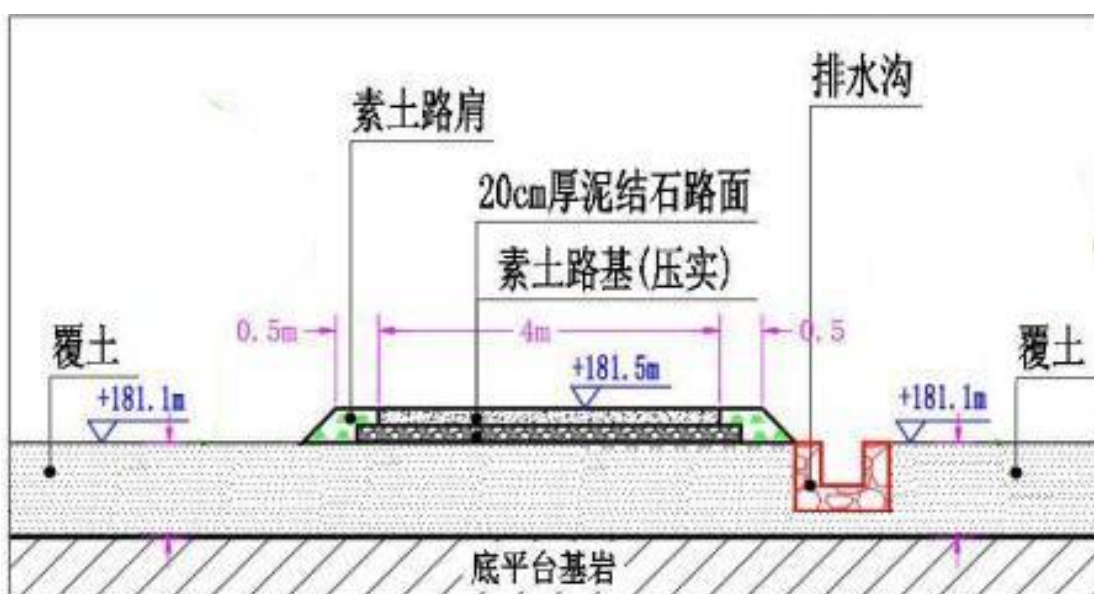 排水沟
素土路肩
20cm厚泥结石路面
素土路基(压实)
0.5m
4m
0.5
覆土
覆土
+181.1m
+181.5m
+181.1m
底平台基岩